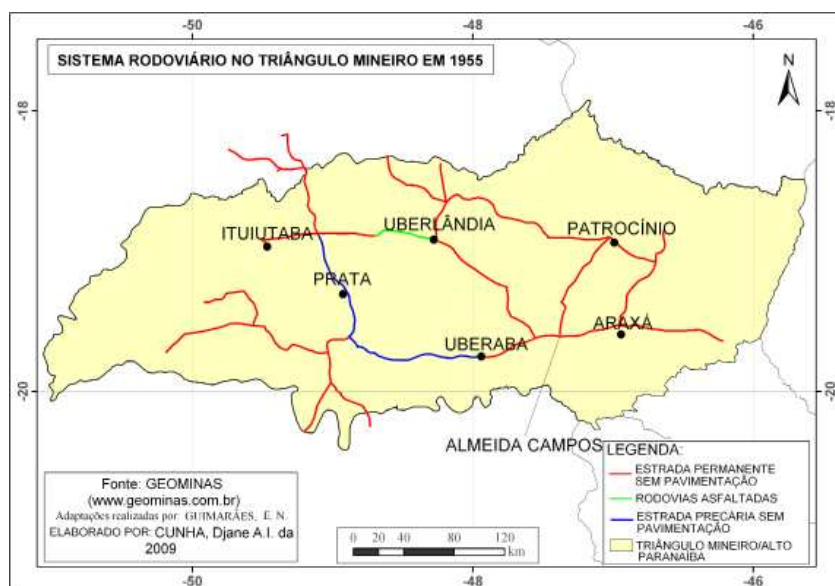 -50
-48
-46
SISTEMA RODOVIÁRIO NO TRIÂNGULO MINEIRO EM 1955
N
-18
-18
ITUIUTABA
UBERLÂNDIA
PATROCÍNIO
PRATA
UBERABA
ARAXÁ
-20
-20
ALMEIDA CAMPOS
LEGENDA:
ESTRADA PERMANENTE
SEM PAVIMENTAÇÃO
RODOVIAS ASFALTADAS
ESTRADA PRECÁRIA SEM
PAVIMENTAÇÃO
TRIÂNGULO MINEIRO/ALTO
PARANAÍBA
Fonte: GEOMINAS
(www.geominas.com.br)
Adaptações realizadas por: GUIMARÃES, E. N.
ELABORADO POR: CUNHA, Djane A.I. da
2009
0 20 40 80 120
km
-50
-48
-46